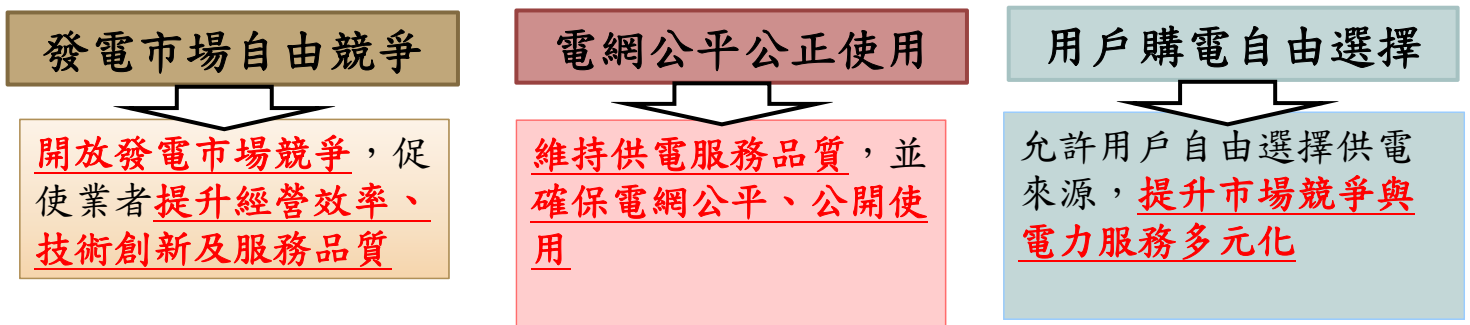 發電市場自由競爭
開放發電市場競爭，促
使業者提升經營效率、
技術創新及服務品質
電網公平公正使用
維持供電服務品質，並
確保電網公平、公開使
用
用戶購電自由選擇
允許用戶自由選擇供電
來源，提升市場競爭與
電力服務多元化